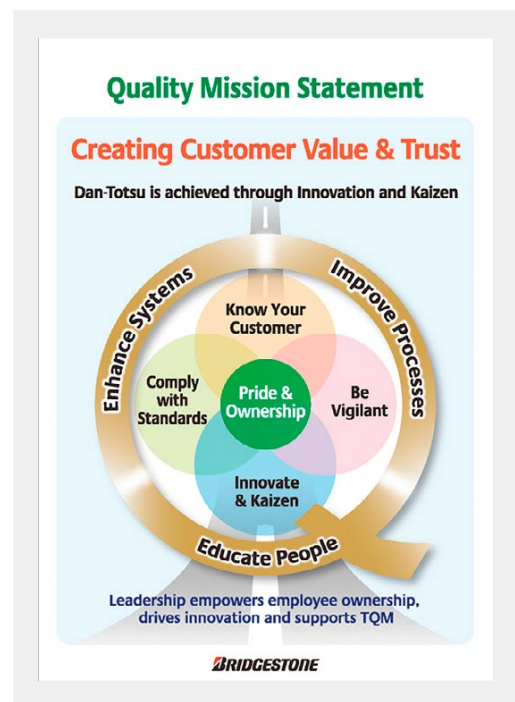 Quality Mission Statement
Creating Customer Value & Trust
Dan-Totsu is achieved through Innovation and Kaizen
Enhance Systems
Improve Processes
Know Your
Customer
Comply
with
Standards
Pride &
Ownership
Be
Vigilant
Innovate
& Kaizen
Educate People
Leadership empowers employee ownership,
drives innovation and supports TQM
BRIDGESTONE